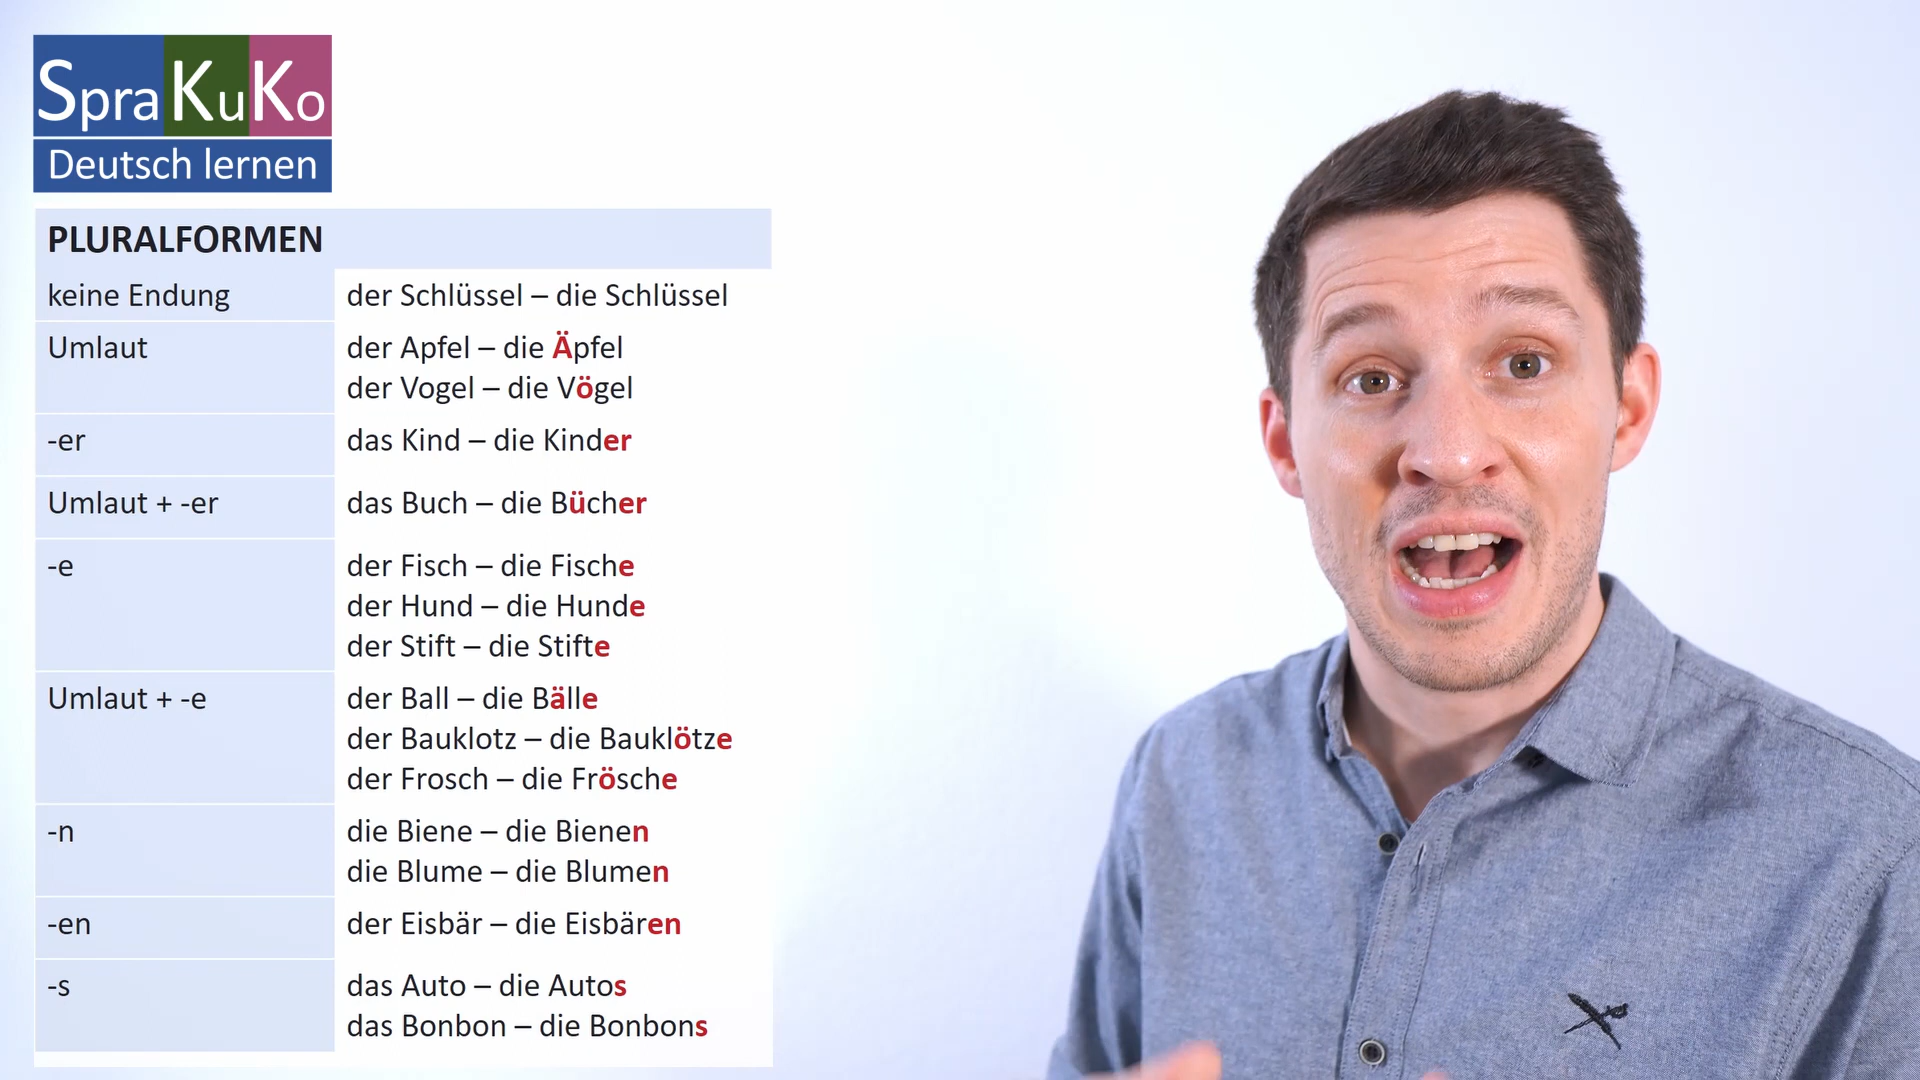 SpraKuKo
Deutsch lernen
PLURALFORMEN
keine Endung der Schlüssel – die Schlüssel
Umlaut der Apfel – die Äpfel
der Vogel – die Vögel
-er das Kind – die Kinder
Umlaut + -er das Buch – die Bücher
-e der Fisch – die Fische
der Hund – die Hunde
der Stift – die Stifte
Umlaut + -e der Ball – die Bälle
der Bauklotz – die Bauklötze
der Frosch – die Frösche
-n die Biene – die Bienen
die Blume – die Blumen
-en der Eisbär – die Eisbären
-s das Auto – die Autos
das Bonbon – die Bonbons